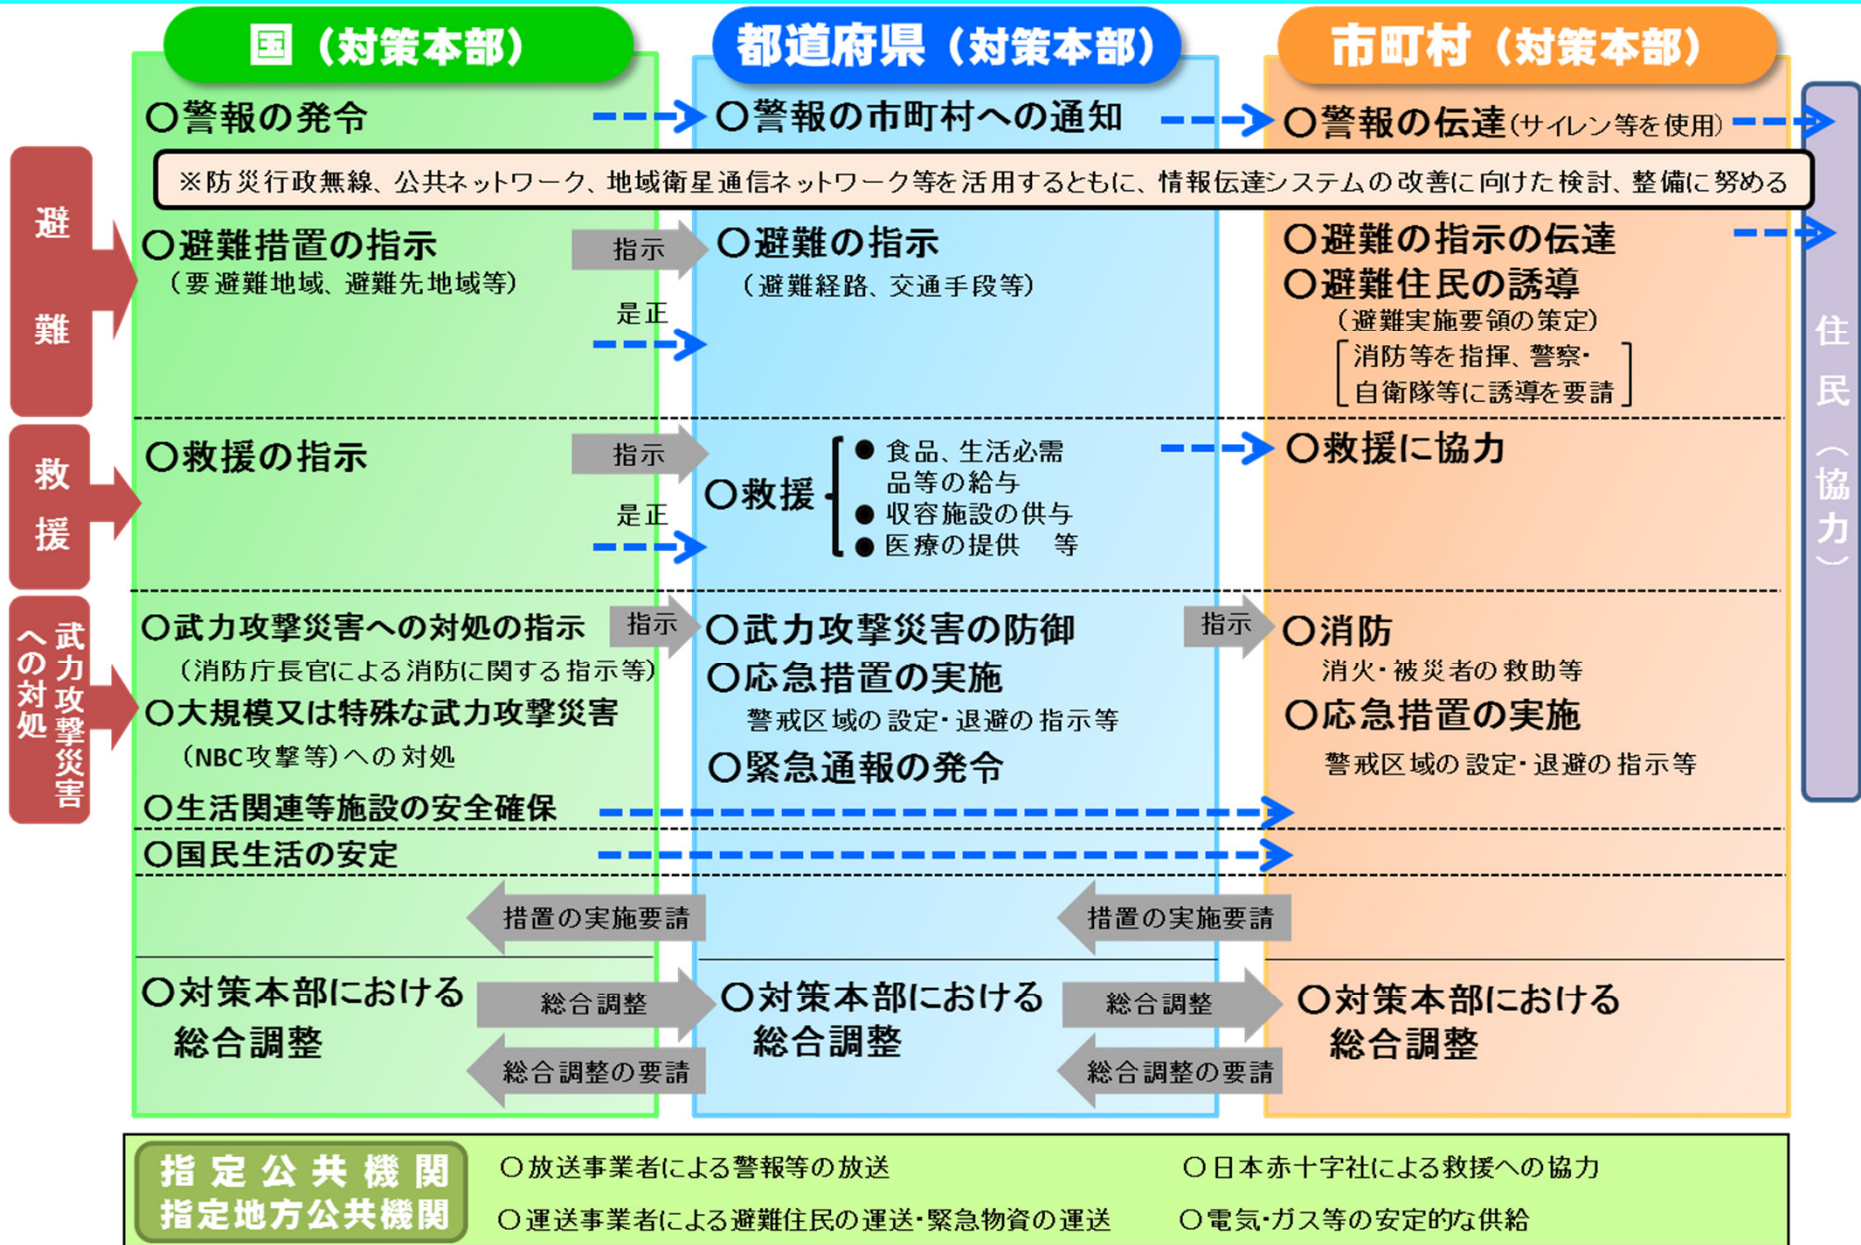 国（対策本部）
都道府県（対策本部）
市町村（対策本部）
〇警報の発令
〇警報の市町村への通知
〇警報の伝達(サイレン等を使用)
※防災行政無線、公共ネットワーク、地域衛星通信ネットワーク等を活用するともに、情報伝達システムの改善に向けた検討、整備に努める
避難
〇避難措置の指示
（要避難地域、避難先地域等）
指示
是正
〇避難の指示
（避難経路、交通手段等）
〇避難の指示の伝達
〇避難住民の誘導
（避難実施要領の策定）
消防等を指揮、警察・
自衛隊等に誘導を要請
住民（協力）
救援
〇救援の指示
指示
是正
〇救援
● 食品、生活必需
品等の給与
● 収容施設の供与
● 医療の提供　等
〇救援に協力
武力攻撃災害
への対処
〇武力攻撃災害への対処の指示
（消防庁長官による消防に関する指示等）
〇大規模又は特殊な武力攻撃災害
（NBC攻撃等）への対処
〇生活関連等施設の安全確保
〇国民生活の安定
指示
〇武力攻撃災害の防御
〇応急措置の実施
警戒区域の設定・退避の指示等
〇緊急通報の発令
指示
〇消防
消火・被災者の救助等
〇応急措置の実施
警戒区域の設定・退避の指示等
措置の実施要請
措置の実施要請
〇対策本部における
総合調整
総合調整
総合調整の要請
〇対策本部における
総合調整
総合調整
総合調整の要請
〇対策本部における
総合調整
指定公共機関
指定地方公共機関
〇放送事業者による警報等の放送
〇日本赤十字社による救援への協力
〇運送事業者による避難住民の運送・緊急物資の運送
〇電気・ガス等の安定的な供給